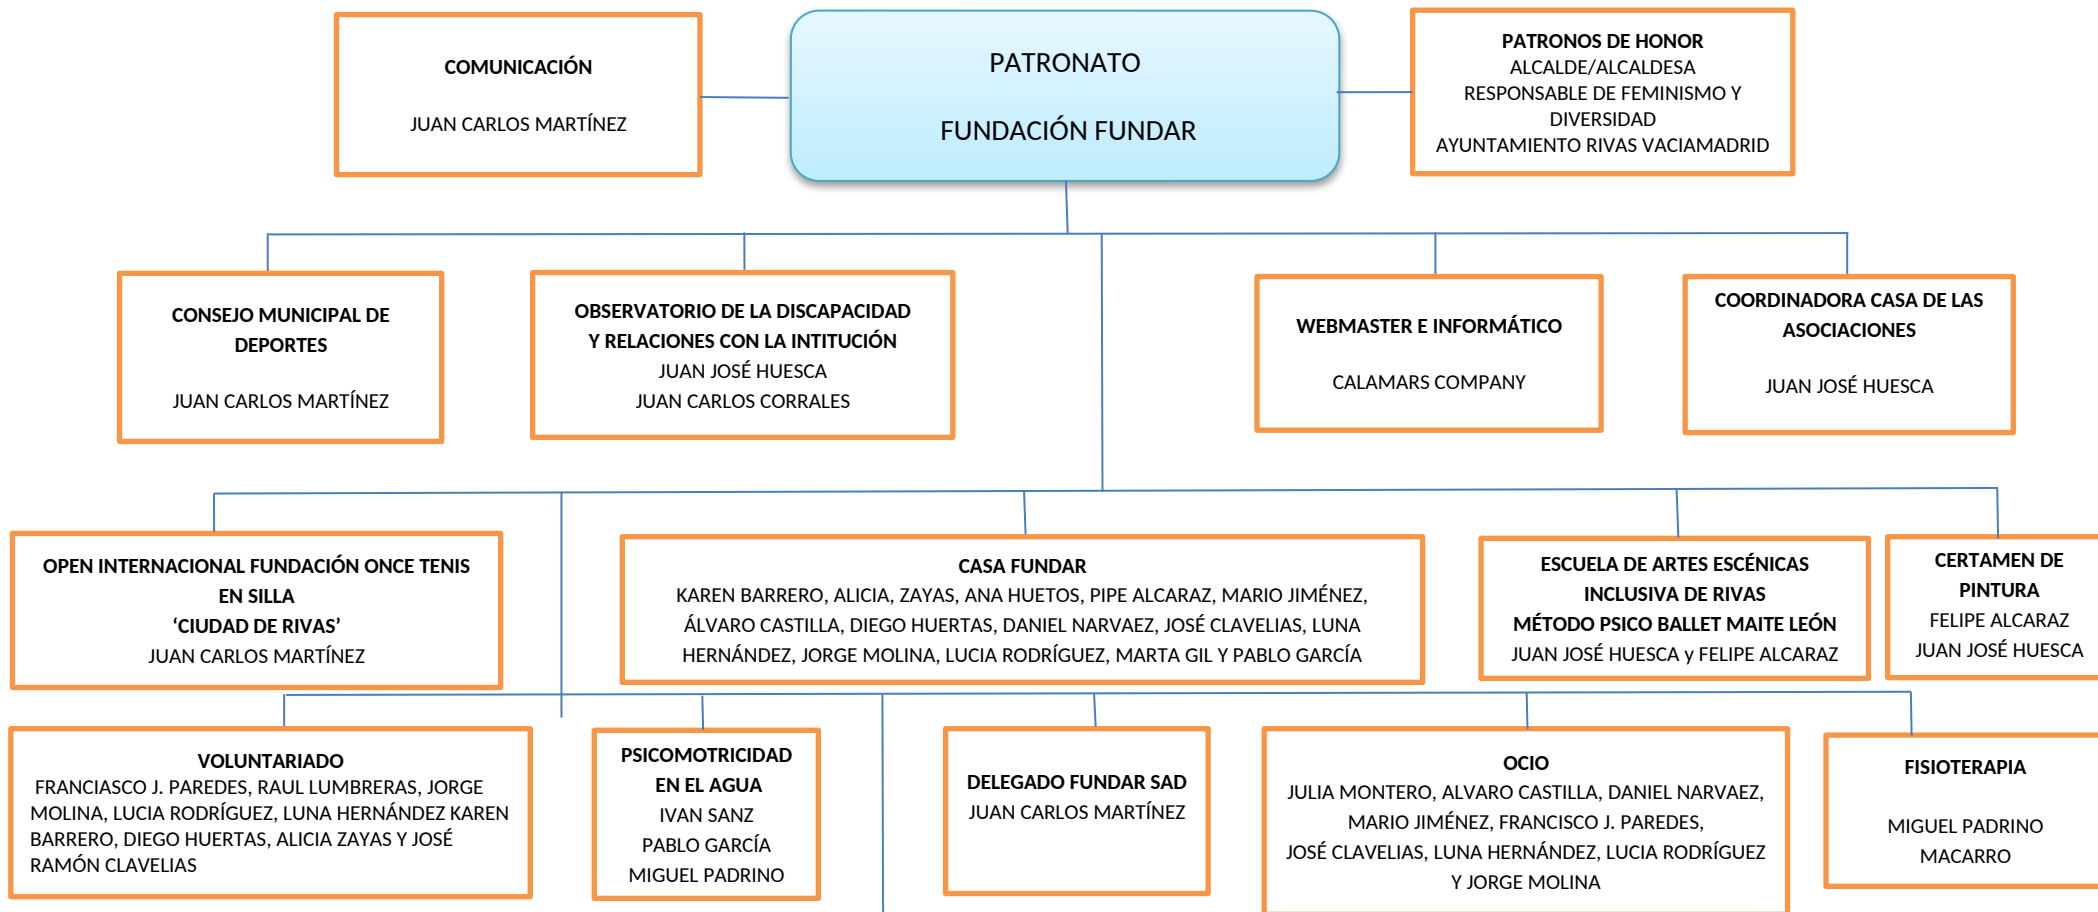 COMUNICACIÓN
JUAN CARLOS MARTÍNEZ
PATRONATO
FUNDACIÓN FUNDAR
PATRONOS DE HONOR
ALCALDE/ALCALDESA
RESPONSABLE DE FEMINISMO Y
DIVERSIDAD
AYUNTAMIENTO RIVAS VACIAMADRID
CONSEJO MUNICIPAL DE
DEPORTES
JUAN CARLOS MARTÍNEZ
OBSERVATORIO DE LA DISCAPACIDAD
Y RELACIONES CON LA INTITUCIÓN
JUAN JOSÉ HUESCA
JUAN CARLOS CORRALES
WEBMASTER E INFORMÁTICO
CALAMARS COMPANY
COORDINADORA CASA DE LAS
ASOCIACIONES
JUAN JOSÉ HUESCA
OPEN INTERNACIONAL FUNDACIÓN ONCE TENIS
EN SILLA
‘CIUDAD DE RIVAS’
JUAN CARLOS MARTÍNEZ
CASA FUNDAR
KAREN BARRERO, ALICIA, ZAYAS, ANA HUETOS, PIPE ALCARAZ, MARIO JIMÉNEZ,
ÁLVARO CASTILLA, DIEGO HUERTAS, DANIEL NARVAEZ, JOSÉ CLAVELIAS, LUNA
HERNÁNDEZ, JORGE MOLINA, LUCIA RODRÍGUEZ, MARTA GIL Y PABLO GARCÍA
ESCUELA DE ARTES ESCÉNICAS
INCLUSIVA DE RIVAS
MÉTODO PSICO BALLET MAITE LEÓN
JUAN JOSÉ HUESCA y FELIPE ALCARAZ
CERTAMEN DE
PINTURA
FELIPE ALCARAZ
JUAN JOSÉ HUESCA
VOLUNTARIADO
FRANCIASCO J. PAREDES, RAUL LUMBRERAS, JORGE
MOLINA, LUCIA RODRÍGUEZ, LUNA HERNÁNDEZ KAREN
BARRERO, DIEGO HUERTAS, ALICIA ZAYAS Y JOSÉ
RAMÓN CLAVELIAS
PSICOMOTRICIDAD
EN EL AGUA
IVAN SANZ
PABLO GARCÍA
MIGUEL PADRINO
DELEGADO FUNDAR SAD
JUAN CARLOS MARTÍNEZ
OCIO
JULIA MONTERO, ALVARO CASTILLA, DANIEL NARVAEZ,
MARIO JIMÉNEZ, FRANCISCO J. PAREDES,
JOSÉ CLAVELIAS, LUNA HERNÁNDEZ, LUCIA RODRÍGUEZ
Y JORGE MOLINA
FISIOTERAPIA
MIGUEL PADRINO
MACARRO